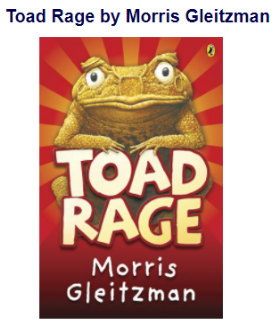 Toad Rage by Morris Gleitzman
TOAD
RAGE
Morris
Gleitzman